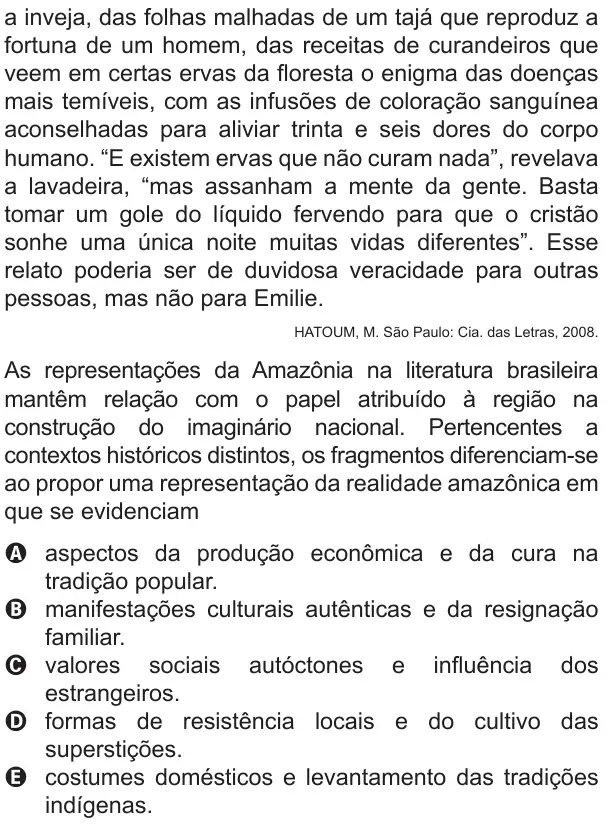 a inveja, das folhas malhadas de um tajá que reproduz a
fortuna de um homem, das receitas de curandeiros que
veem em certas ervas da floresta o enigma das doenças
mais temíveis, com as infusões de coloração sanguínea
aconselhadas para aliviar trinta e seis dores do corpo
humano. “E existem ervas que não curam nada”, revelava
a lavadeira, “mas assanham a mente da gente. Basta
tomar um gole do líquido fervendo para que o cristão
sonhe uma única noite muitas vidas diferentes”. Esse
relato poderia ser de duvidosa veracidade para outras
pessoas, mas não para Emilie.
HATOUM, M. São Paulo: Cia. das Letras, 2008.
As representações da Amazônia na literatura brasileira
mantêm relação com o papel atribuído à região na
construção do imaginário nacional. Pertencentes a
contextos históricos distintos, os fragmentos diferenciam-se
ao propor uma representação da realidade amazônica em
que se evidenciam
A aspectos da produção econômica e da cura na
tradição popular.
B manifestações culturais autênticas e da resignação
familiar.
C valores sociais autóctones e influência dos
estrangeiros.
D formas de resistência locais e do cultivo das
superstições.
E costumes domésticos e levantamento das tradições
indígenas.